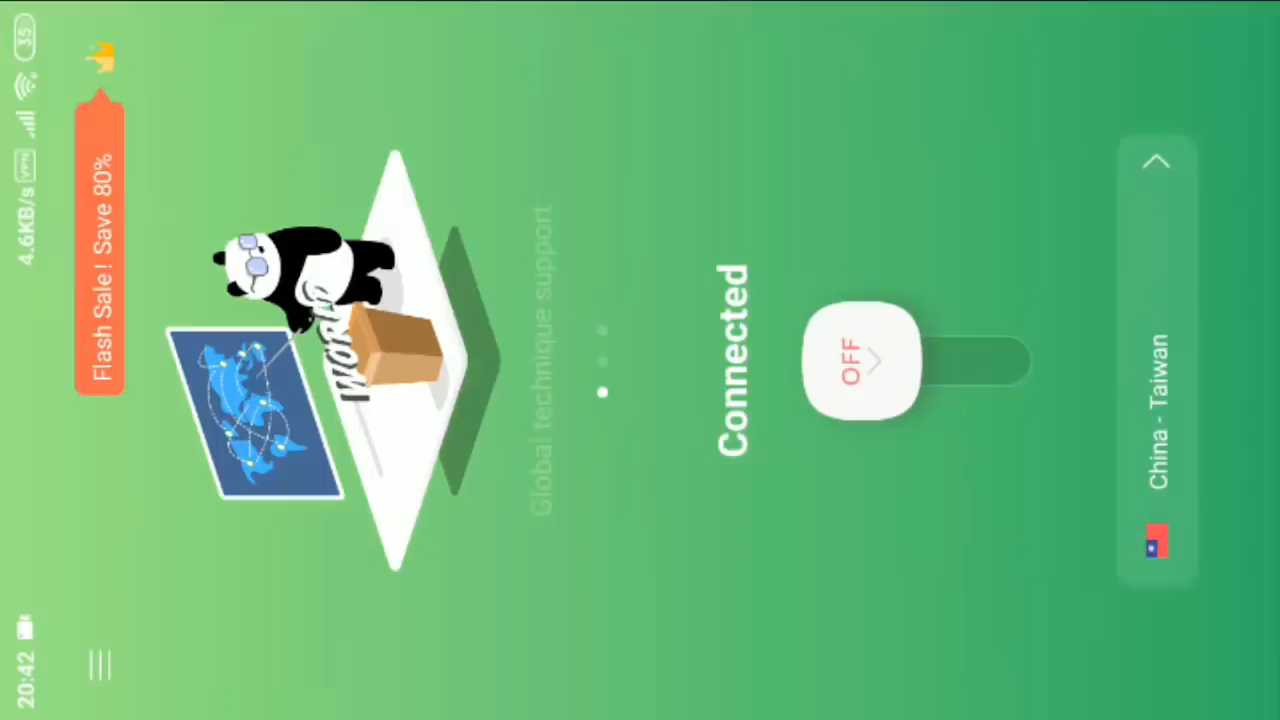 20:42 4.6KB/s VPN 35
Flash Sale! Save 80%
WORLD
Global technique support
Connected
OFF
China - Taiwan